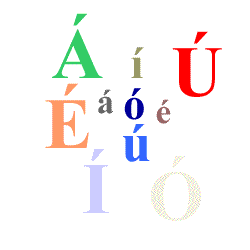 Á í Ú
É á ó é
ú
Í Ó